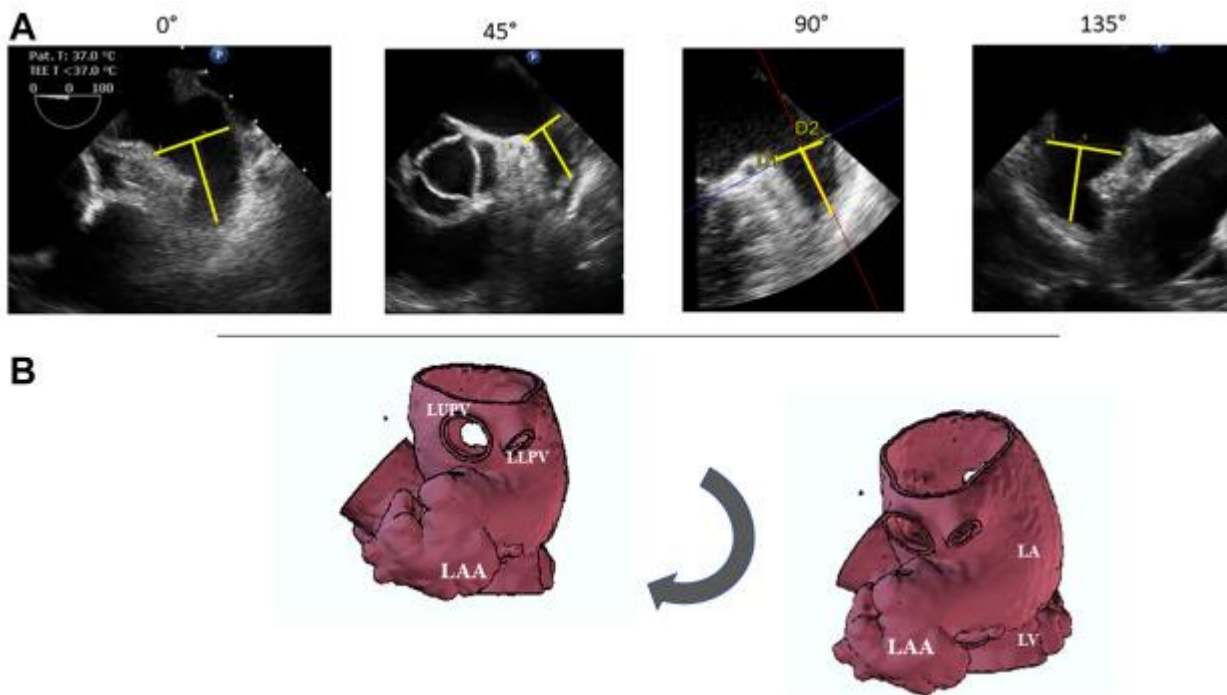 A
0°
45°
90°
135°
Pat. T: 37.0 °C
TEE T <37.0 °C
0 0 180
P
P
P
D2
B
LUPV
LLPV
LAA
LA
LAA
LV